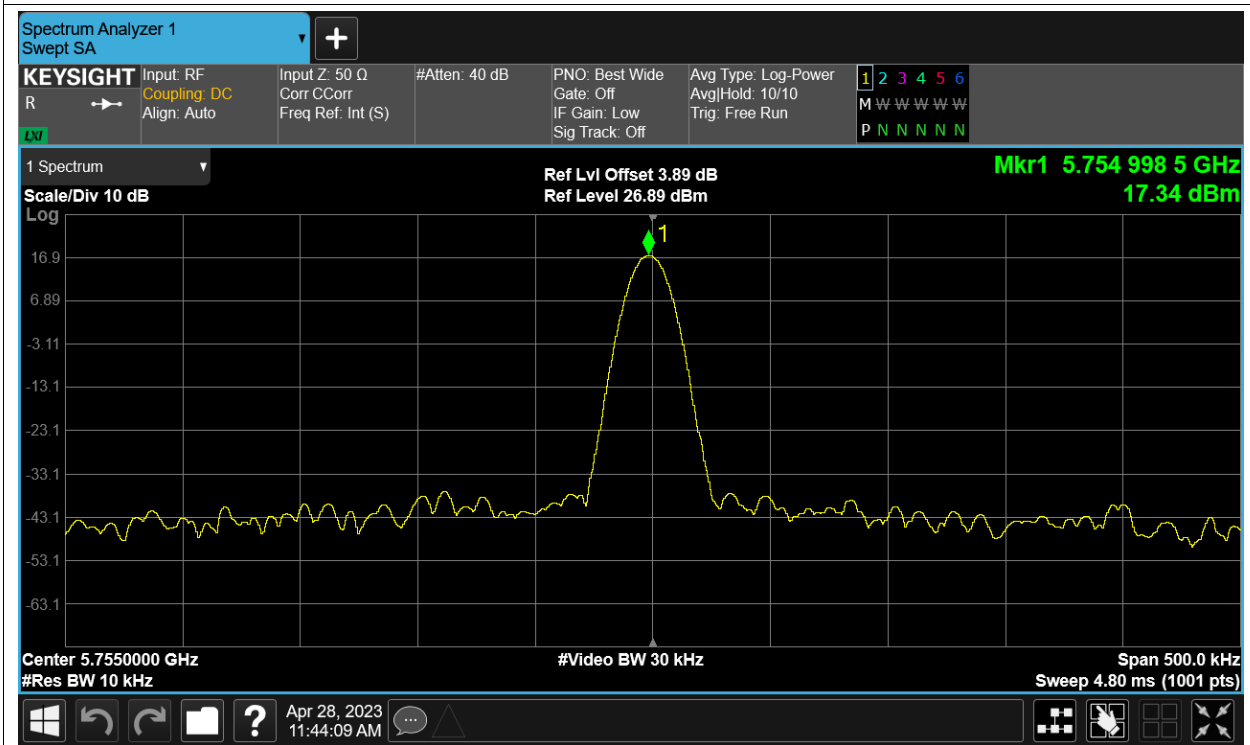 Spectrum Analyzer 1
Swept SA
KEYSIGHT
R
LXI
Input: RF
Coupling: DC
Align: Auto
Input Z: 50 Ω
Corr CCorr
Freq Ref: Int (S)
#Atten: 40 dB
PNO: Best Wide
Gate: Off
IF Gain: Low
Sig Track: Off
Avg Type: Log-Power
Avg|Hold: 10/10
Trig: Free Run
1 2 3 4 5 6
M W W W W W
P N N N N N
1 Spectrum
Scale/Div 10 dB
Log
Ref Lvl Offset 3.89 dB
Ref Level 26.89 dBm
Mkr1 5.754 998 5 GHz
17.34 dBm
1
16.9
6.89
-3.11
-13.1
-23.1
-33.1
-43.1
-53.1
-63.1
Center 5.7550000 GHz
#Res BW 10 kHz
#Video BW 30 kHz
Span 500.0 kHz
Sweep 4.80 ms (1001 pts)
?
Apr 28, 2023
11:44:09 AM